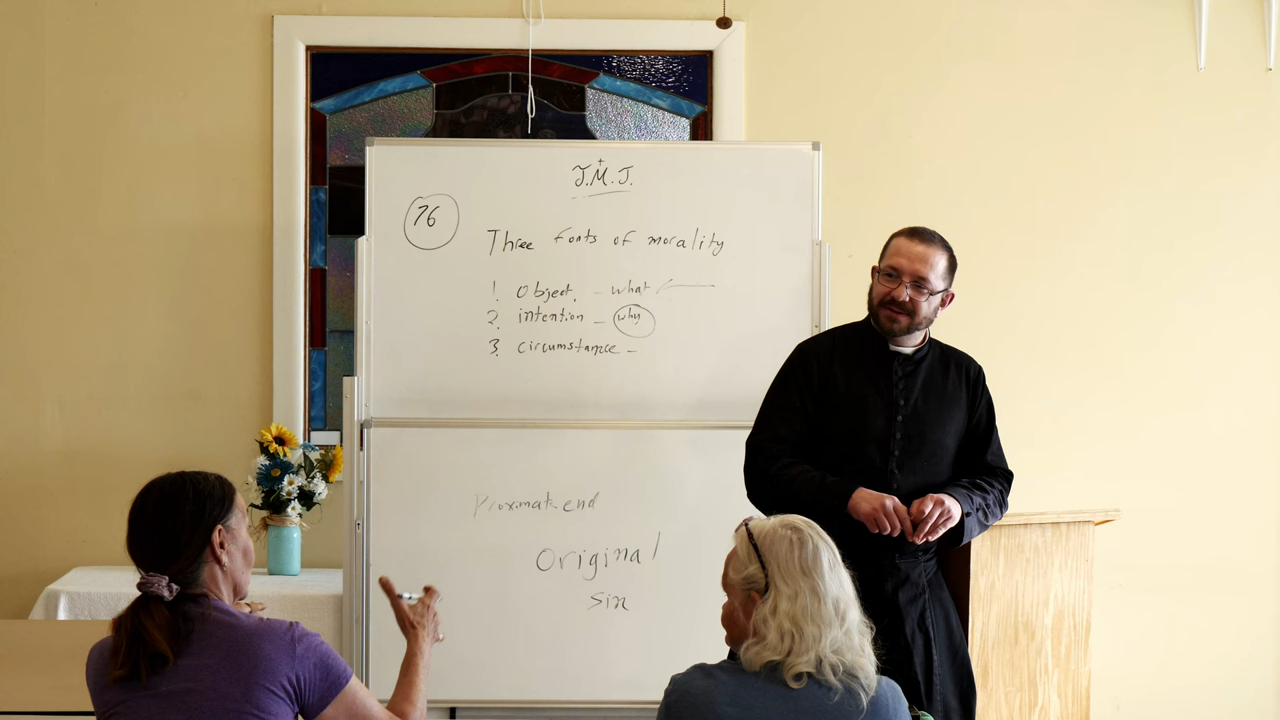 J.M.J.
76
Three fonts of morality
1. Object. - what
2. intention - why
3. circumstance -
Proximate end
Original
sin